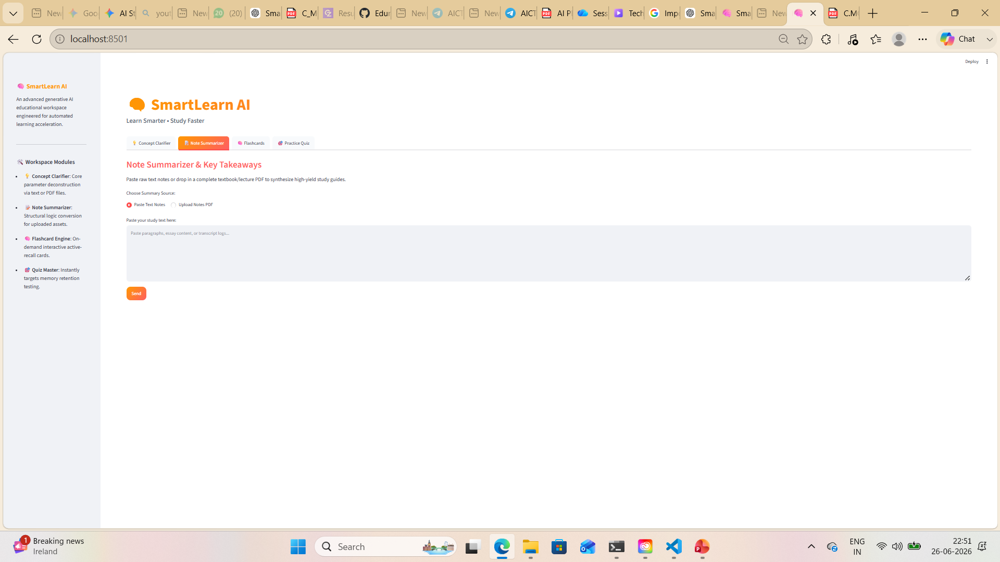 New
Goo
AI St
yout
New
(20)
Sma
C_M
Resu
Edur
New
AICT
New
AICT
AI P
Sess
Tech
Impo
Sma
Sma
New
C.M
localhost:8501
Chat
Deploy
SmartLearn AI
An advanced generative AI
educational workspace
engineered for automated
learning acceleration.
Workspace Modules
Concept Clarifier: Core
parameter deconstruction
via text or PDF files.
Note Summarizer:
Structural logic conversion
for uploaded assets.
Flashcard Engine: On-
demand interactive active-
recall cards.
Quiz Master: Instantly
targets memory retention
testing.
SmartLearn AI
Learn Smarter • Study Faster
Concept Clarifier
Note Summarizer
Flashcards
Practice Quiz
Note Summarizer & Key Takeaways
Paste raw text notes or drop in a complete textbook/lecture PDF to synthesize high-yield study guides.
Choose Summary Source:
Paste Text Notes
Upload Notes PDF
Paste your study text here:
Paste paragraphs, essay content, or transcript logs...
Send
1
Breaking news
Ireland
Search
ENG
IN
22:51
26-06-2026